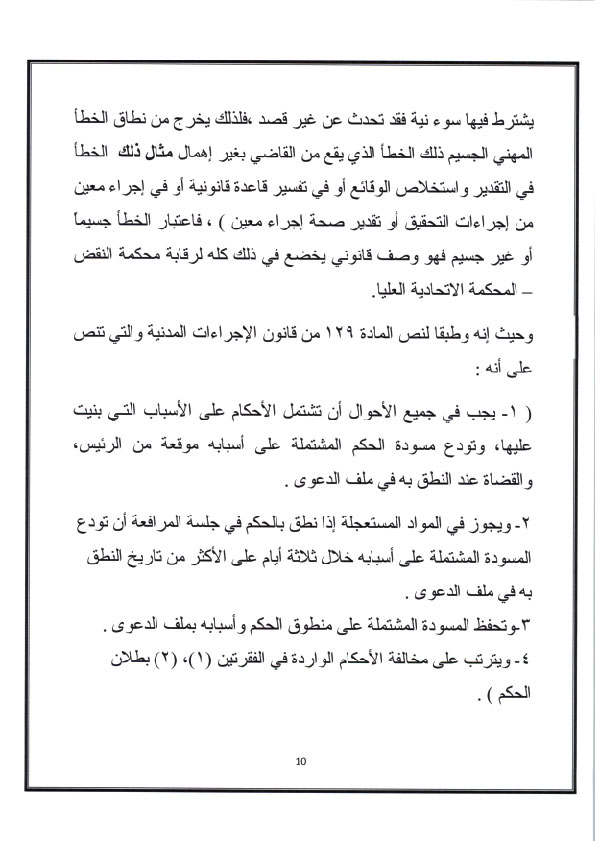 يشترط فيها سوء نية فقد تحدث عن غير قصد ،فلذلك يخرج من نطاق الخطأ
المهني الجسيم ذلك الخطأ الذي يقع من القاضي بغير إهمال مثال ذلك الخطأ
في التقدير واستخلاص الوقائع أو في تفسير قاعدة قانونية أو في إجراء معين
من إجراءات التحقيق أو تقدير صحة إجراء معين ) ، فاعتبار الخطأ جسيماً
أو غير جسيم فهو وصف قانوني يخضع في ذلك كله لرقابة محكمة النقض
– المحكمة الاتحادية العليا.
وحيث إنه وطبقا لنص المادة ١٢٩ من قانون الإجراءات المدنية والتي تنص
على أنه :
( ١- يجب في جميع الأحوال أن تشتمل الأحكام على الأسباب التي بنيت
عليها، وتودع مسودة الحكم المشتملة على أسبابه موقعة من الرئيس،
والقضاة عند النطق به في ملف الدعوى .
٢- ويجوز في المواد المستعجلة إذا نطق بالحكم في جلسة المرافعة أن تودع
المسودة المشتملة على أسبابه خلال ثلاثة أيام على الأكثر من تاريخ النطق
به في ملف الدعوى .
٣-وتحفظ المسودة المشتملة على منطوق الحكم وأسبابه بملف الدعوى .
٤- ويترتب على مخالفة الأحكام الواردة في الفقرتين (١)، (٢) بطلان
الحكم ) .
10